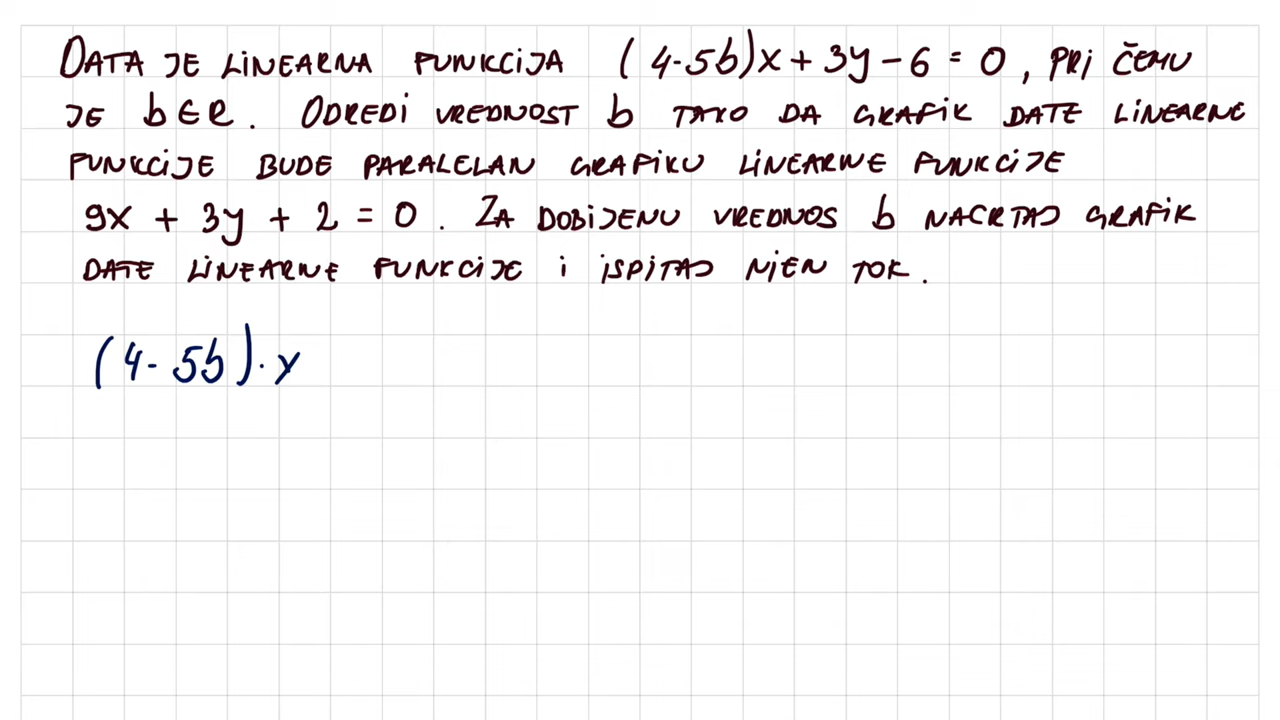 DATA JE LINEARNA FUNKCIJA (4-5b)x + 3y - 6 = 0, PRI ČEMU
JE b ∈ R. ODREDI VREDNOST b TAKO DA GRAFIK DATE LINEARNE
FUNKCIJE BUDE PARALELAN GRAFIKU LINEARNE FUNKCIJE
9x + 3y + 2 = 0. ZA DOBIJENU VREDNOS b NACRTAJ GRAFIK
DATE LINEARNE FUNKCIJE i ISPITAJ NJEN TOK.
(4-5b)·x